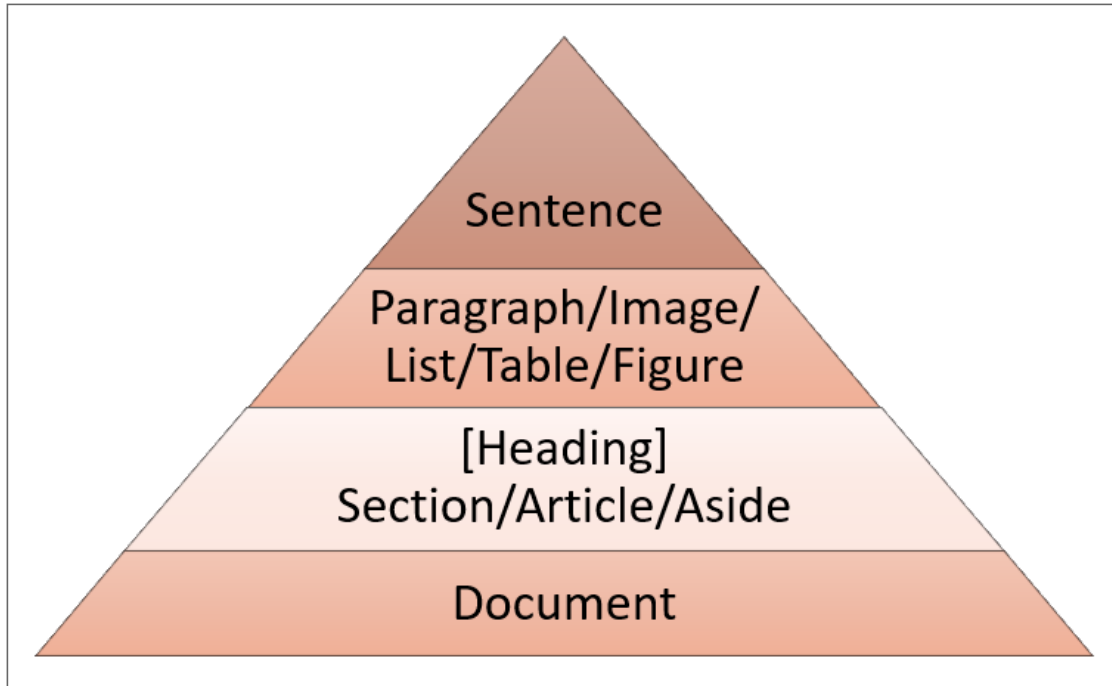 Sentence
Paragraph/Image/
List/Table/Figure
[Heading]
Section/Article/Aside
Document